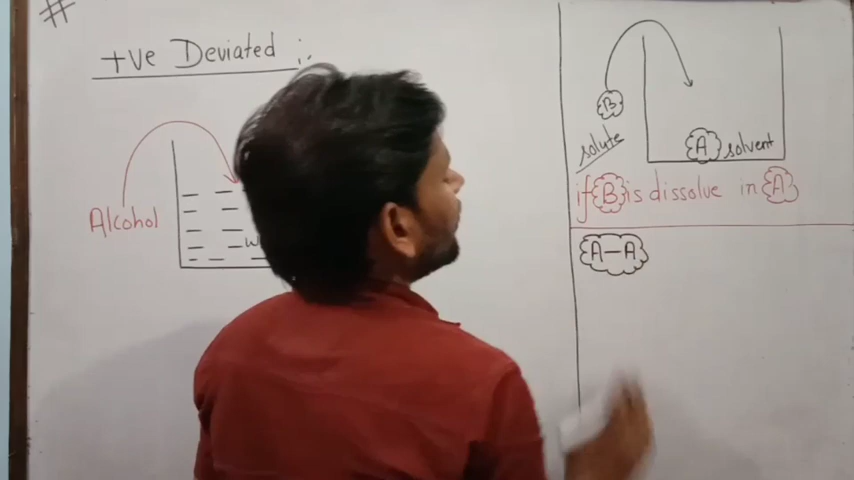 #
+ve Deviated :-
Alcohol
B
solute
A solvent
if B is dissolve in A
A-A